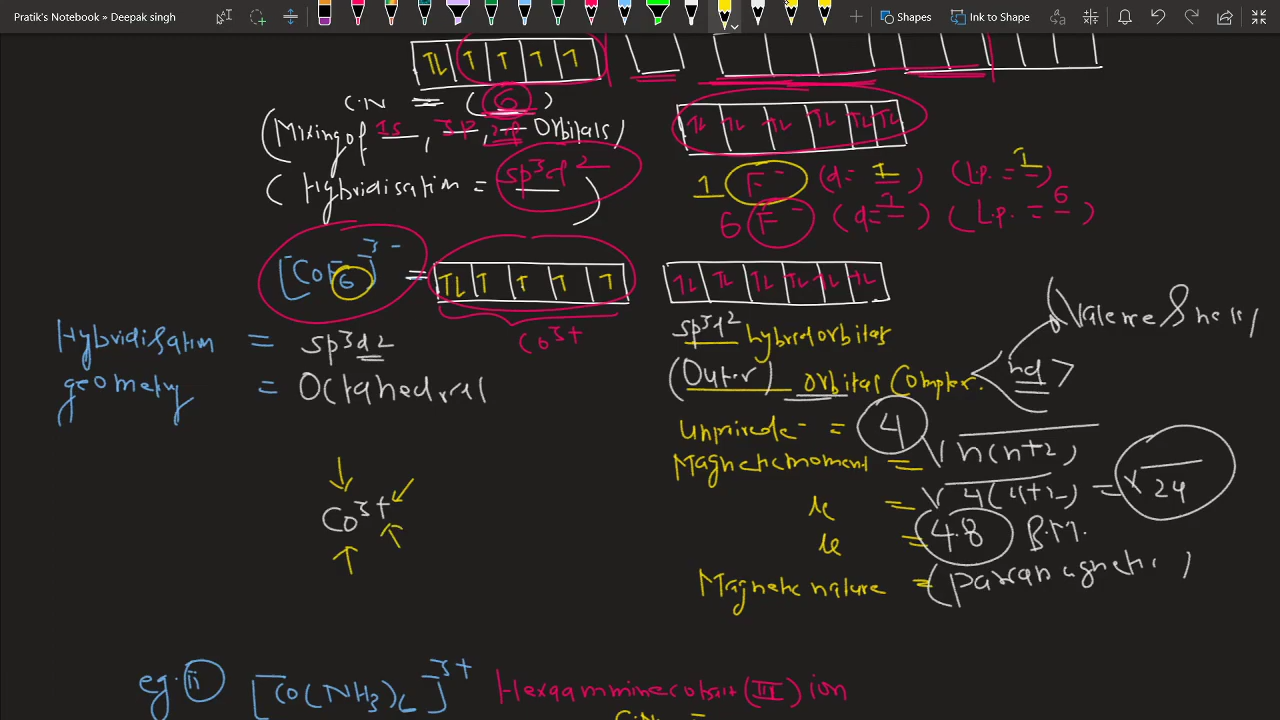 Pratik's Notebook » Deepak singh
Shapes
Ink to Shape
C.N = (6)
(Mixing of 1s, 3p, 2d Orbitals)
(Hybridisation = sp³d²)
1 F⁻ (d= 1) (L.p. = 1)
6 F⁻ (d= 1) (L.p. = 6)
[CoF6]³⁻ =
Co³⁺
Hybridisation = sp³d2
geometry = Octahedral
sp³d² hybrid orbitas
(Outer) orbital Complex.
nd
Valence Shell
Unpaired e⁻ = 4
Magnetic moment = √n(n+2)
μ = √4(4+2) = √24
μ = 4.8 B.M.
Magnetic nature = (paramagnetic)
Co³⁺
eg. ii [Co(NH3)6]³⁺ Hexaamminecobalt (III) ion
C.N =